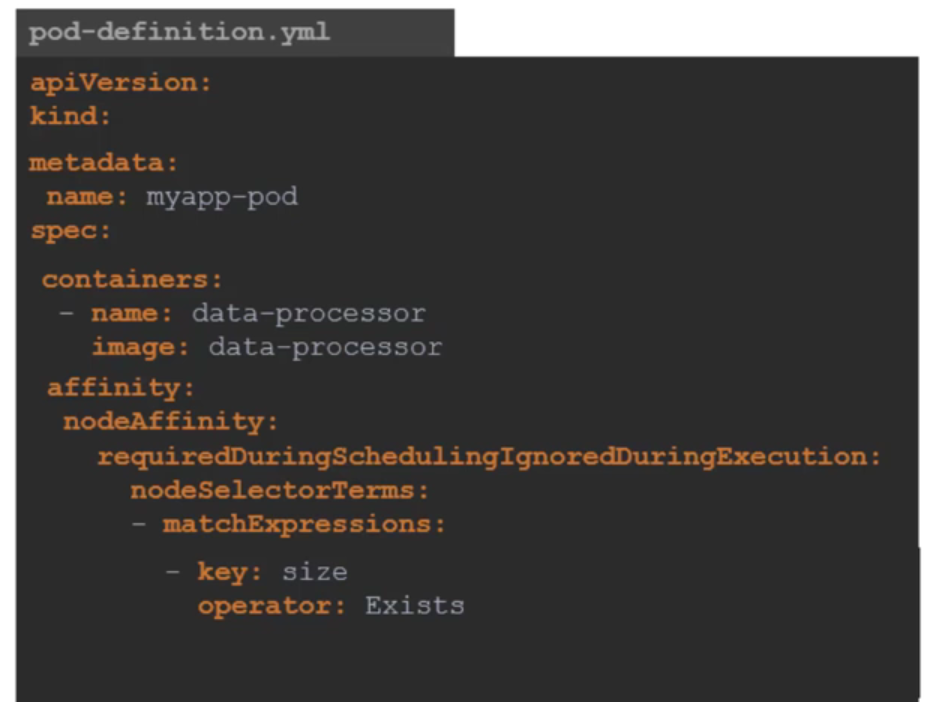 pod-definition.yml
apiVersion:
kind:
metadata:
 name: myapp-pod
spec:
 containers:
  - name: data-processor
    image: data-processor
 affinity:
  nodeAffinity:
    requiredDuringSchedulingIgnoredDuringExecution:
      nodeSelectorTerms:
      - matchExpressions:
        - key: size
          operator: Exists